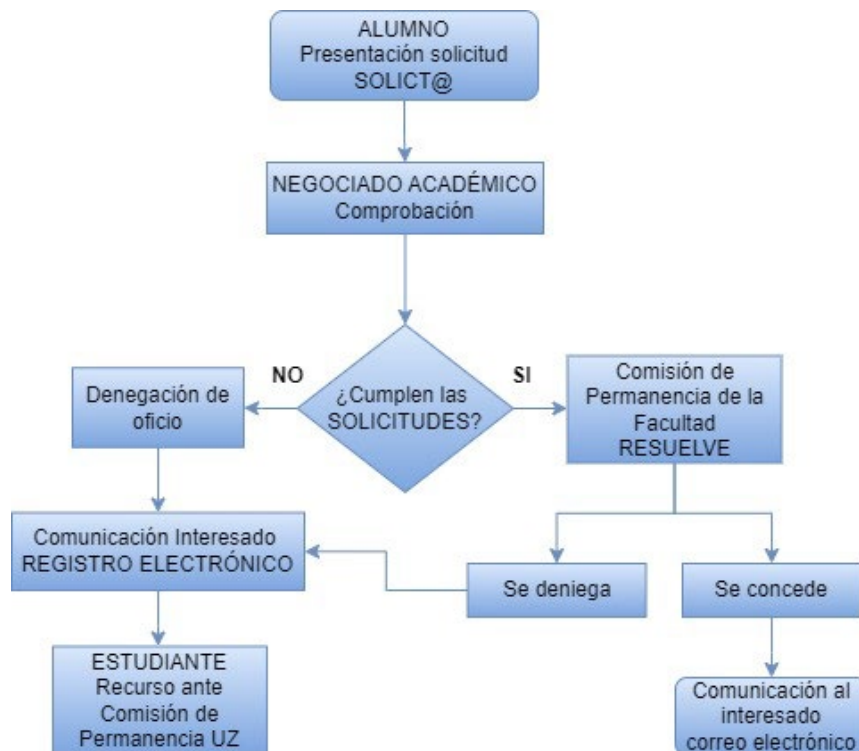 ALUMNO
Presentación solicitud
SOLICT@
NEGOCIADO ACADÉMICO
Comprobación
¿Cumplen las
SOLICITUDES?
NO
SI
Denegación de
oficio
Comisión de
Permanencia de la
Facultad
RESUELVE
Comunicación Interesado
REGISTRO ELECTRÓNICO
Se deniega
Se concede
ESTUDIANTE
Recurso ante
Comisión de
Permanencia UZ
Comunicación al
interesado
correo electrónico